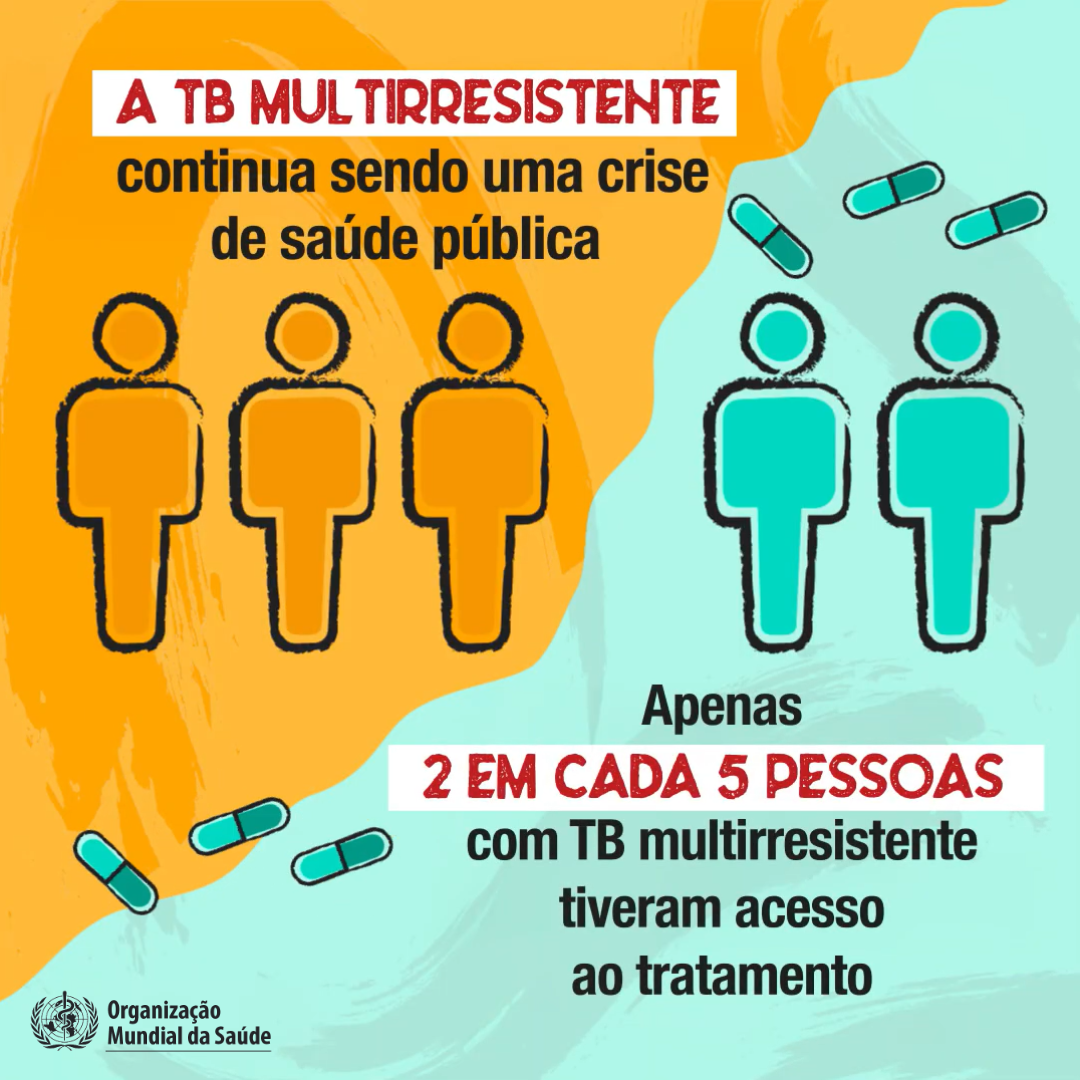 A TB MULTIRRESISTENTE
continua sendo uma crise
de saúde pública
Apenas
2 EM CADA 5 PESSOAS
com TB multirresistente
tiveram acesso
ao tratamento
Organização
Mundial da Saúde